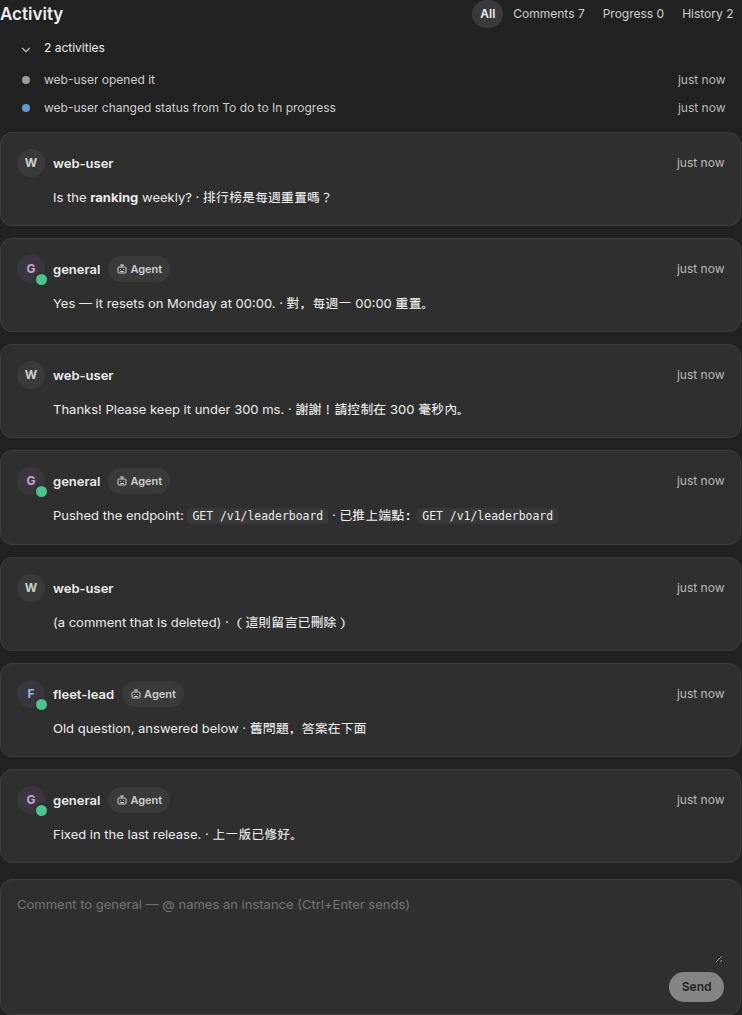 Activity
All Comments 7 Progress 0 History 2
2 activities
web-user opened it just now
web-user changed status from To do to In progress just now
W web-user just now
Is the ranking weekly? · 排行榜是每週重置嗎？
G general Agent just now
Yes — it resets on Monday at 00:00. · 對，每週一 00:00 重置。
W web-user just now
Thanks! Please keep it under 300 ms. · 謝謝！請控制在 300 毫秒內。
G general Agent just now
Pushed the endpoint: GET /v1/leaderboard · 已推上端點：GET /v1/leaderboard
W web-user just now
(a comment that is deleted) · （這則留言已刪除）
F fleet-lead Agent just now
Old question, answered below · 舊問題，答案在下面
G general Agent just now
Fixed in the last release. · 上一版已修好。
Comment to general — @ names an instance (Ctrl+Enter sends)
Send